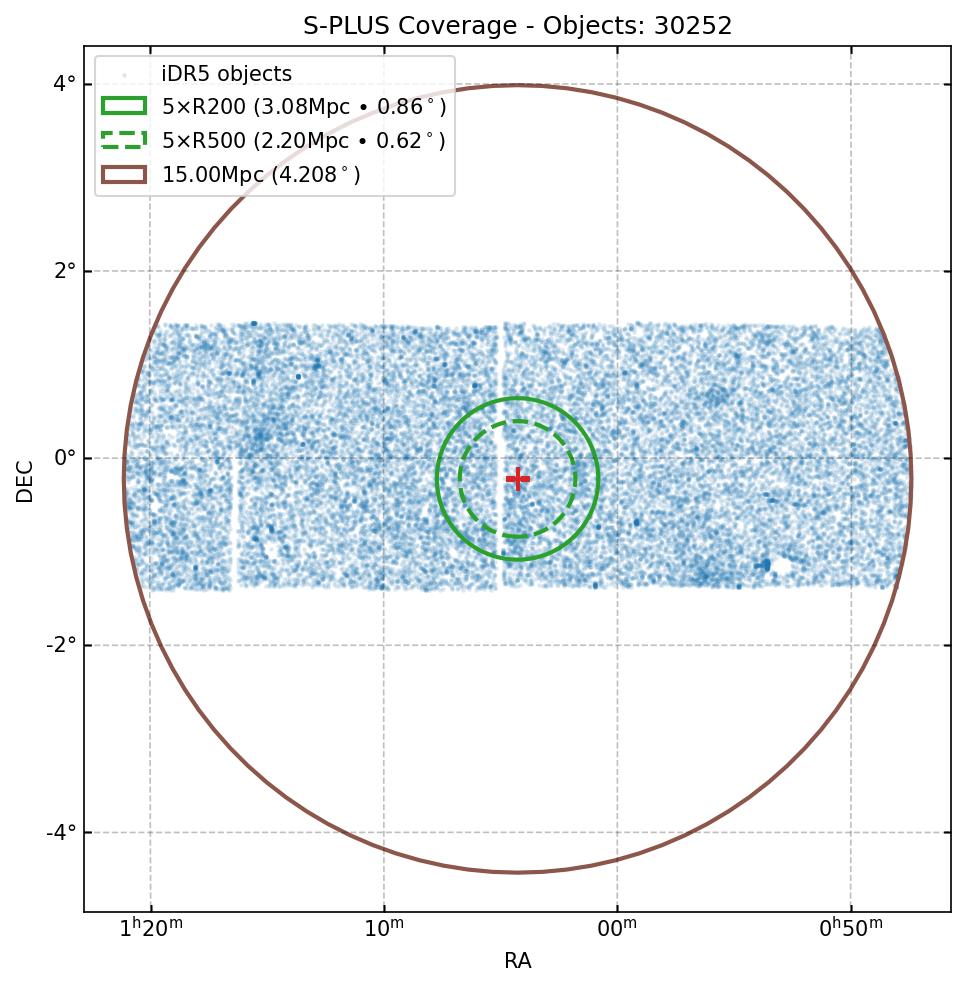 S-PLUS Coverage - Objects: 30252
iDR5 objects
5×R200 (3.08Mpc • 0.86°)
5×R500 (2.20Mpc • 0.62°)
15.00Mpc (4.208°)
4°
2°
0°
-2°
-4°
DEC
1ʰ20ᵐ 10ᵐ 00ᵐ 0ʰ50ᵐ
RA